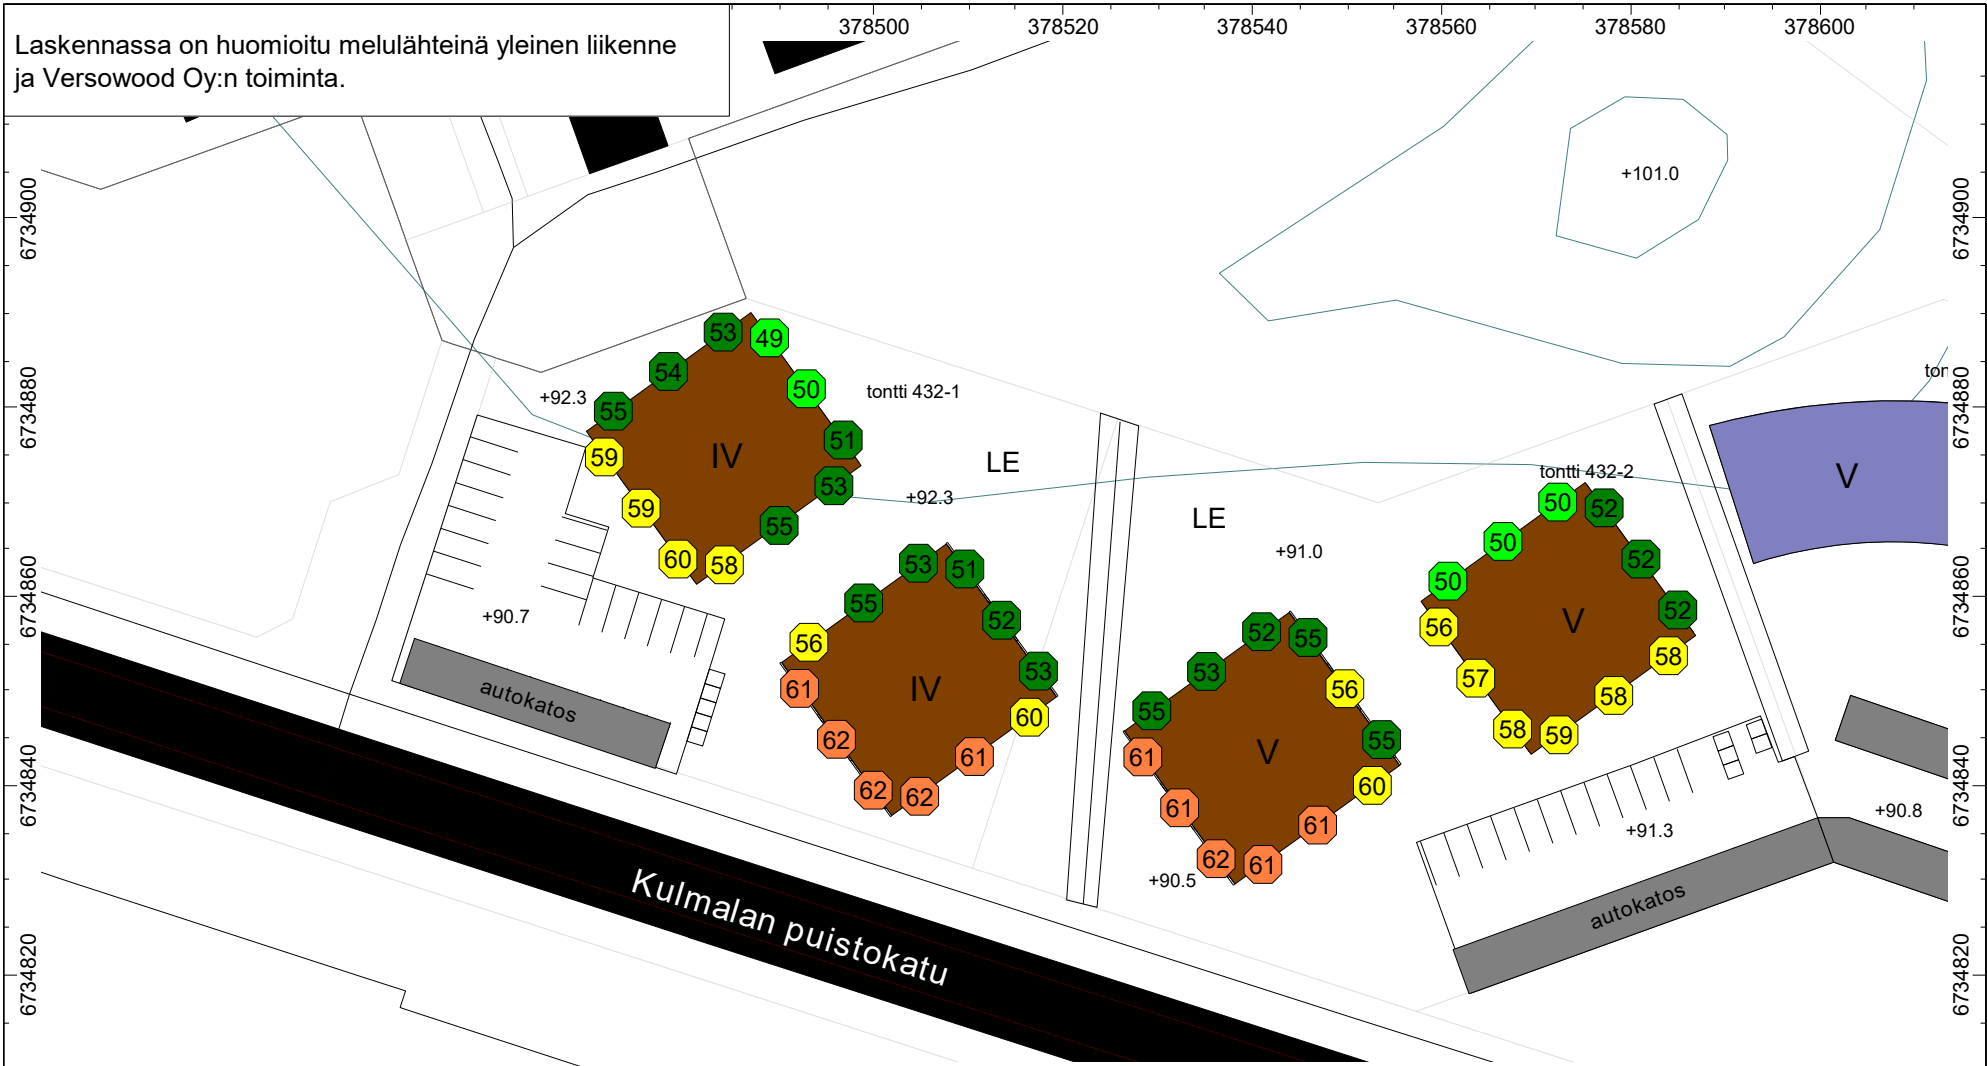 378500 378520 378540 378560 378580 378600
Laskennassa on huomioitu melulähteinä yleinen liikenne
ja Versowood Oy:n toiminta.
6734900
6734880
6734860
6734840
6734820
6734900
6734880
6734860
6734840
6734820
+101.0
53 49
54 50
55 51
59 53
59 55
60 58
IV
+92.3
tontti 432-1
LE
+92.3
+90.7
autokatos
53 51
55 52
56 53
61 60
62 61
62 62
IV
LE
+91.0
52 55
53 56
55 55
61 60
61 61
62 61
V
+90.5
tontti 432-2
50 52
50 52
50 52
56 58
57 58
58 59
V
V
+91.3
autokatos
+90.8
Kulmalan puistokatu